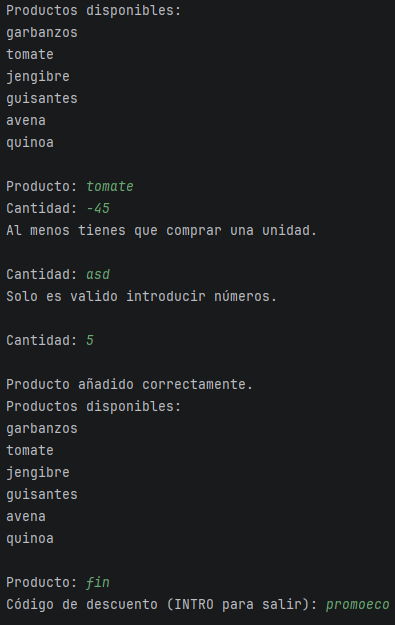 Productos disponibles:
garbanzos
tomate
jengibre
guisantes
avena
quinoa
Producto: tomate
Cantidad: -45
Al menos tienes que comprar una unidad.
Cantidad: asd
Solo es valido introducir números.
Cantidad: 5
Producto añadido correctamente.
Productos disponibles:
garbanzos
tomate
jengibre
guisantes
avena
quinoa
Producto: fin
Código de descuento (INTRO para salir): promoeco